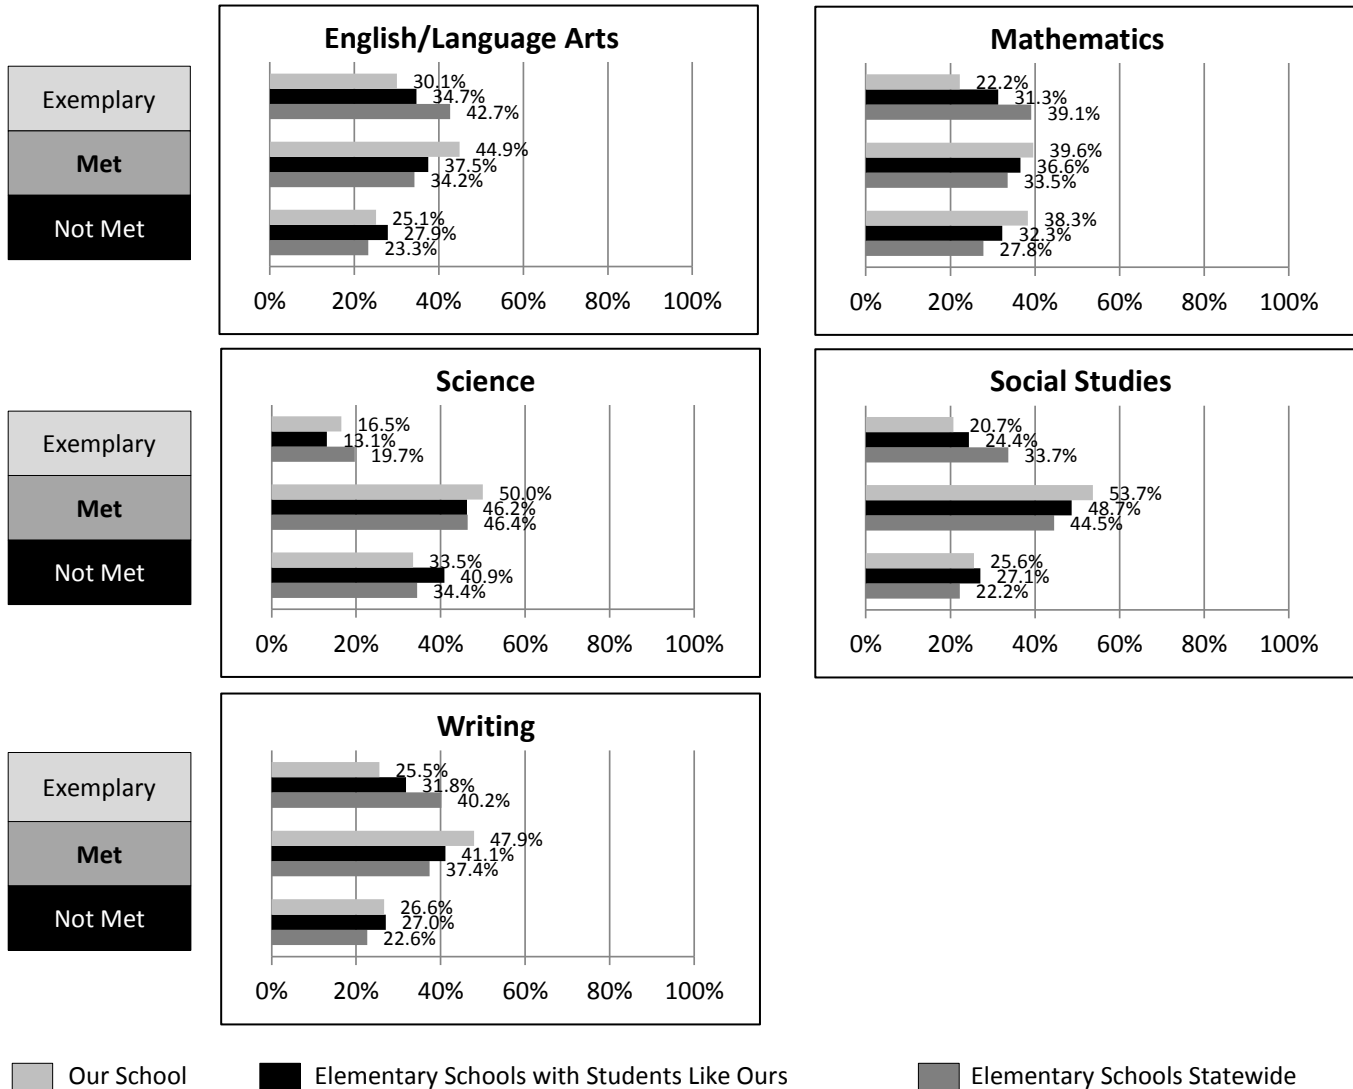 English/Language Arts
Exemplary
Met
Not Met
30.1%
34.7%
42.7%
44.9%
37.5%
34.2%
25.1%
27.9%
23.3%
0% 20% 40% 60% 80% 100%
Mathematics
22.2%
31.3%
39.1%
39.6%
36.6%
33.5%
38.3%
32.3%
27.8%
0% 20% 40% 60% 80% 100%
Science
Exemplary
Met
Not Met
16.5%
13.1%
19.7%
50.0%
46.2%
46.4%
33.5%
40.9%
34.4%
0% 20% 40% 60% 80% 100%
Social Studies
20.7%
24.4%
33.7%
53.7%
48.7%
44.5%
25.6%
27.1%
22.2%
0% 20% 40% 60% 80% 100%
Writing
Exemplary
Met
Not Met
25.5%
31.8%
40.2%
47.9%
41.1%
37.4%
26.6%
27.0%
22.6%
0% 20% 40% 60% 80% 100%
Our School Elementary Schools with Students Like Ours Elementary Schools Statewide